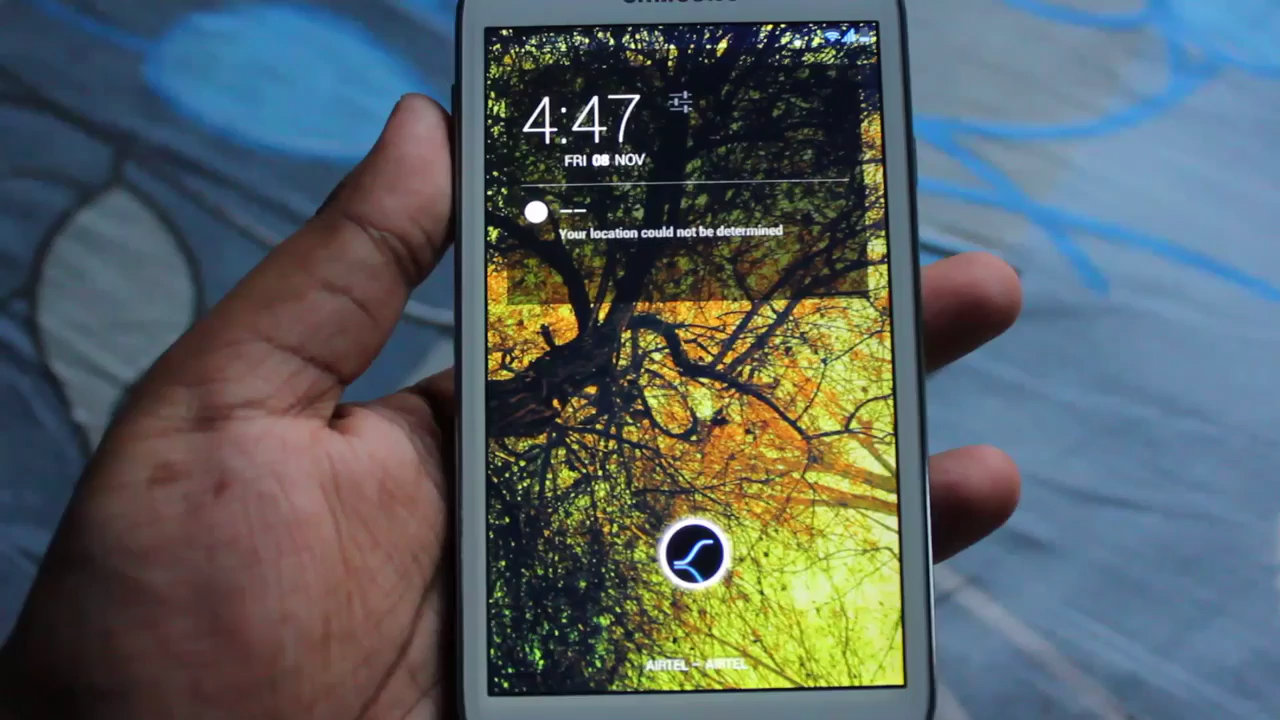 4:47
FRI 08 NOV
——
Your location could not be determined
AIRTEL — AIRTEL